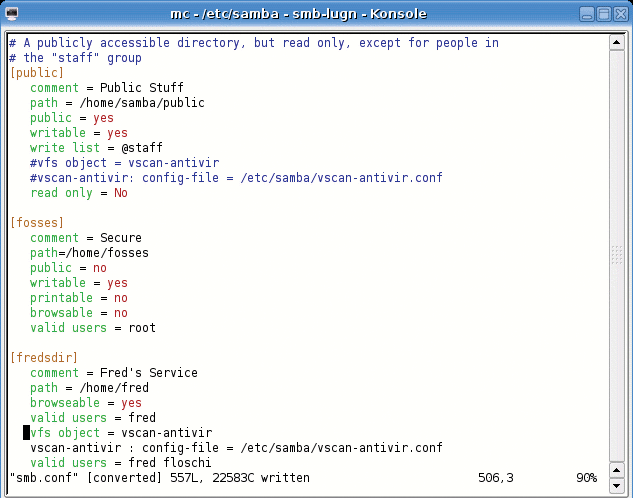 mc - /etc/samba - smb-lugn - Konsole
# A publicly accessible directory, but read only, except for people in
# the "staff" group
[public]
comment = Public Stuff
path = /home/samba/public
public = yes
writable = yes
write list = @staff
#vfs object = vscan-antivir
#vscan-antivir: config-file = /etc/samba/vscan-antivir.conf
read only = No
[fosses]
comment = Secure
path=/home/fosses
public = no
writable = yes
printable = no
browsable = no
valid users = root
[fredsdir]
comment = Fred's Service
path = /home/fred
browseable = yes
valid users = fred
vfs object = vscan-antivir
vscan-antivir : config-file = /etc/samba/vscan-antivir.conf
valid users = fred floschi
"smb.conf" [converted] 557L, 22583C written 506,3 90%